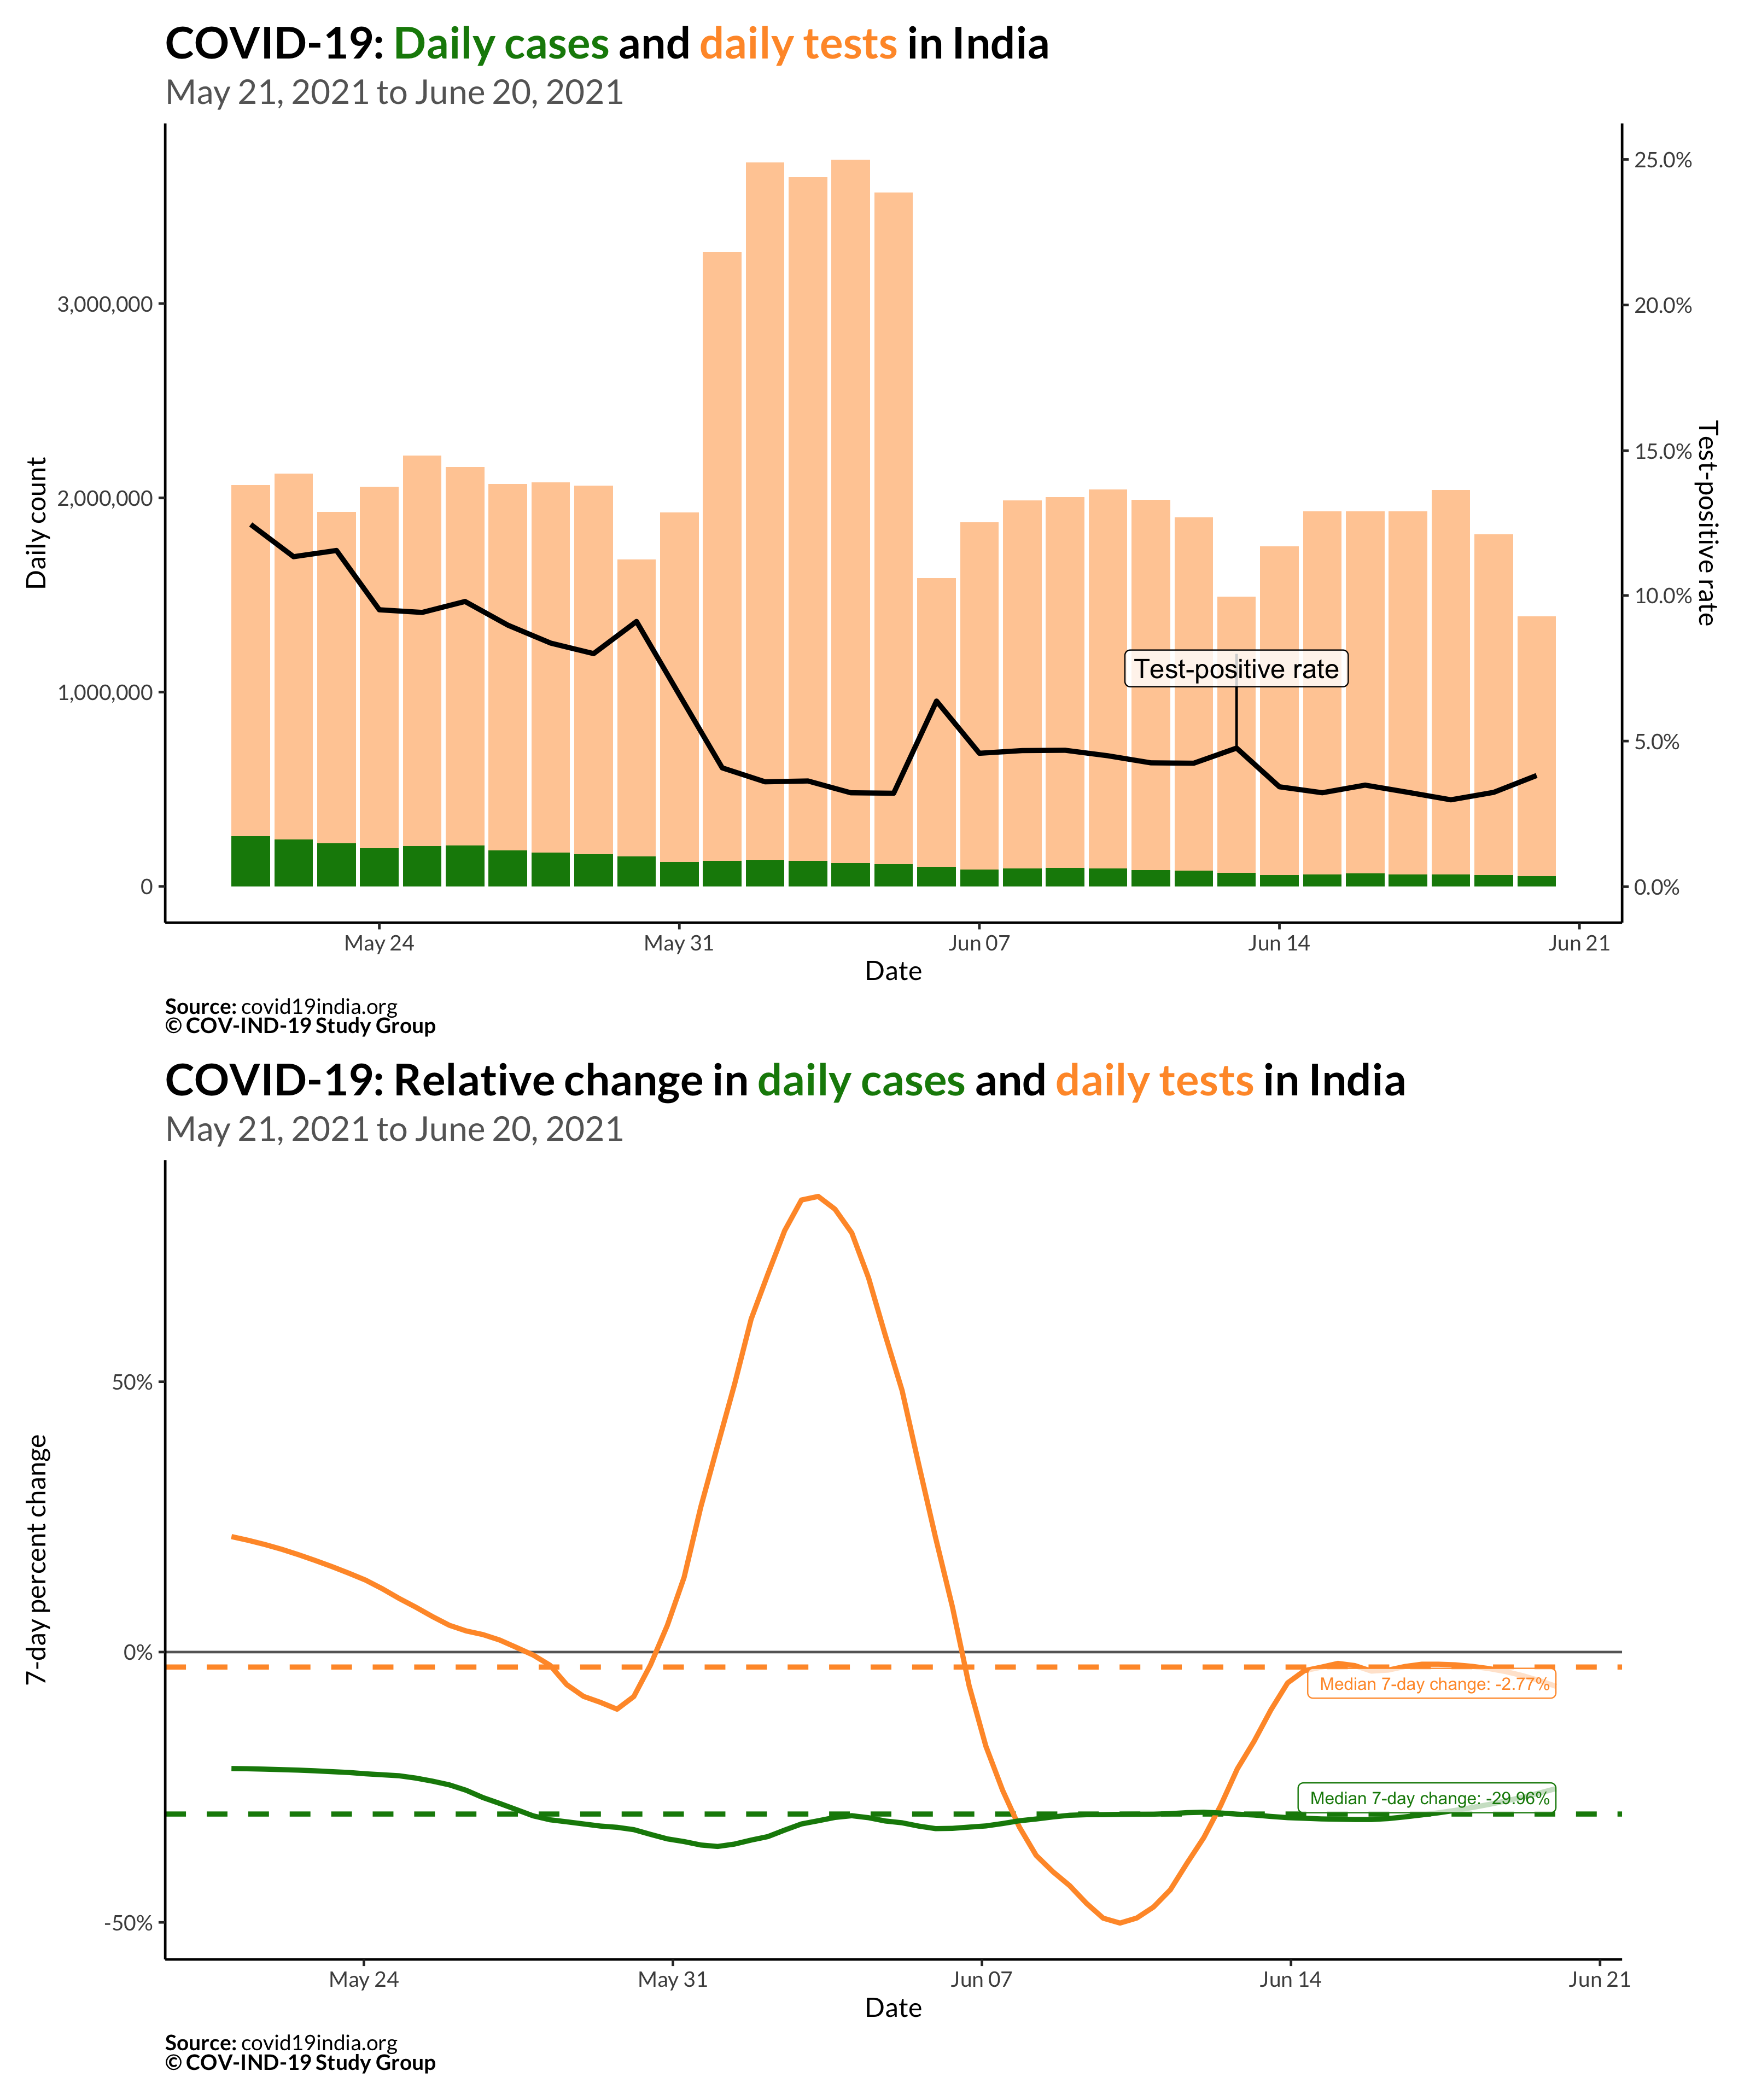 COVID-19: Daily cases and daily tests in India
May 21, 2021 to June 20, 2021
Daily count
3,000,000
2,000,000
1,000,000
0
25.0%
20.0%
15.0%
10.0%
5.0%
0.0%
Test-positive rate
Test-positive rate
May 24
May 31
Jun 07
Jun 14
Jun 21
Date
Source: covid19india.org
© COV-IND-19 Study Group
COVID-19: Relative change in daily cases and daily tests in India
May 21, 2021 to June 20, 2021
7-day percent change
50%
0%
-50%
Median 7-day change: -2.77%
Median 7-day change: -29.96%
May 24
May 31
Jun 07
Jun 14
Jun 21
Date
Source: covid19india.org
© COV-IND-19 Study Group